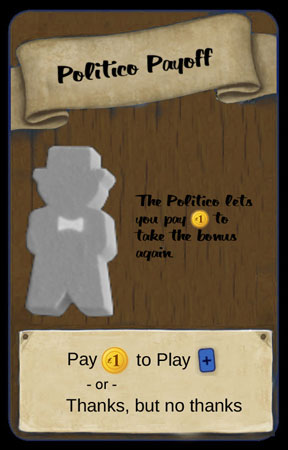 Politico Payoff
The Politico lets
you pay 1 to
take the bonus
again.
Pay 1 to Play +
- or -
Thanks, but no thanks